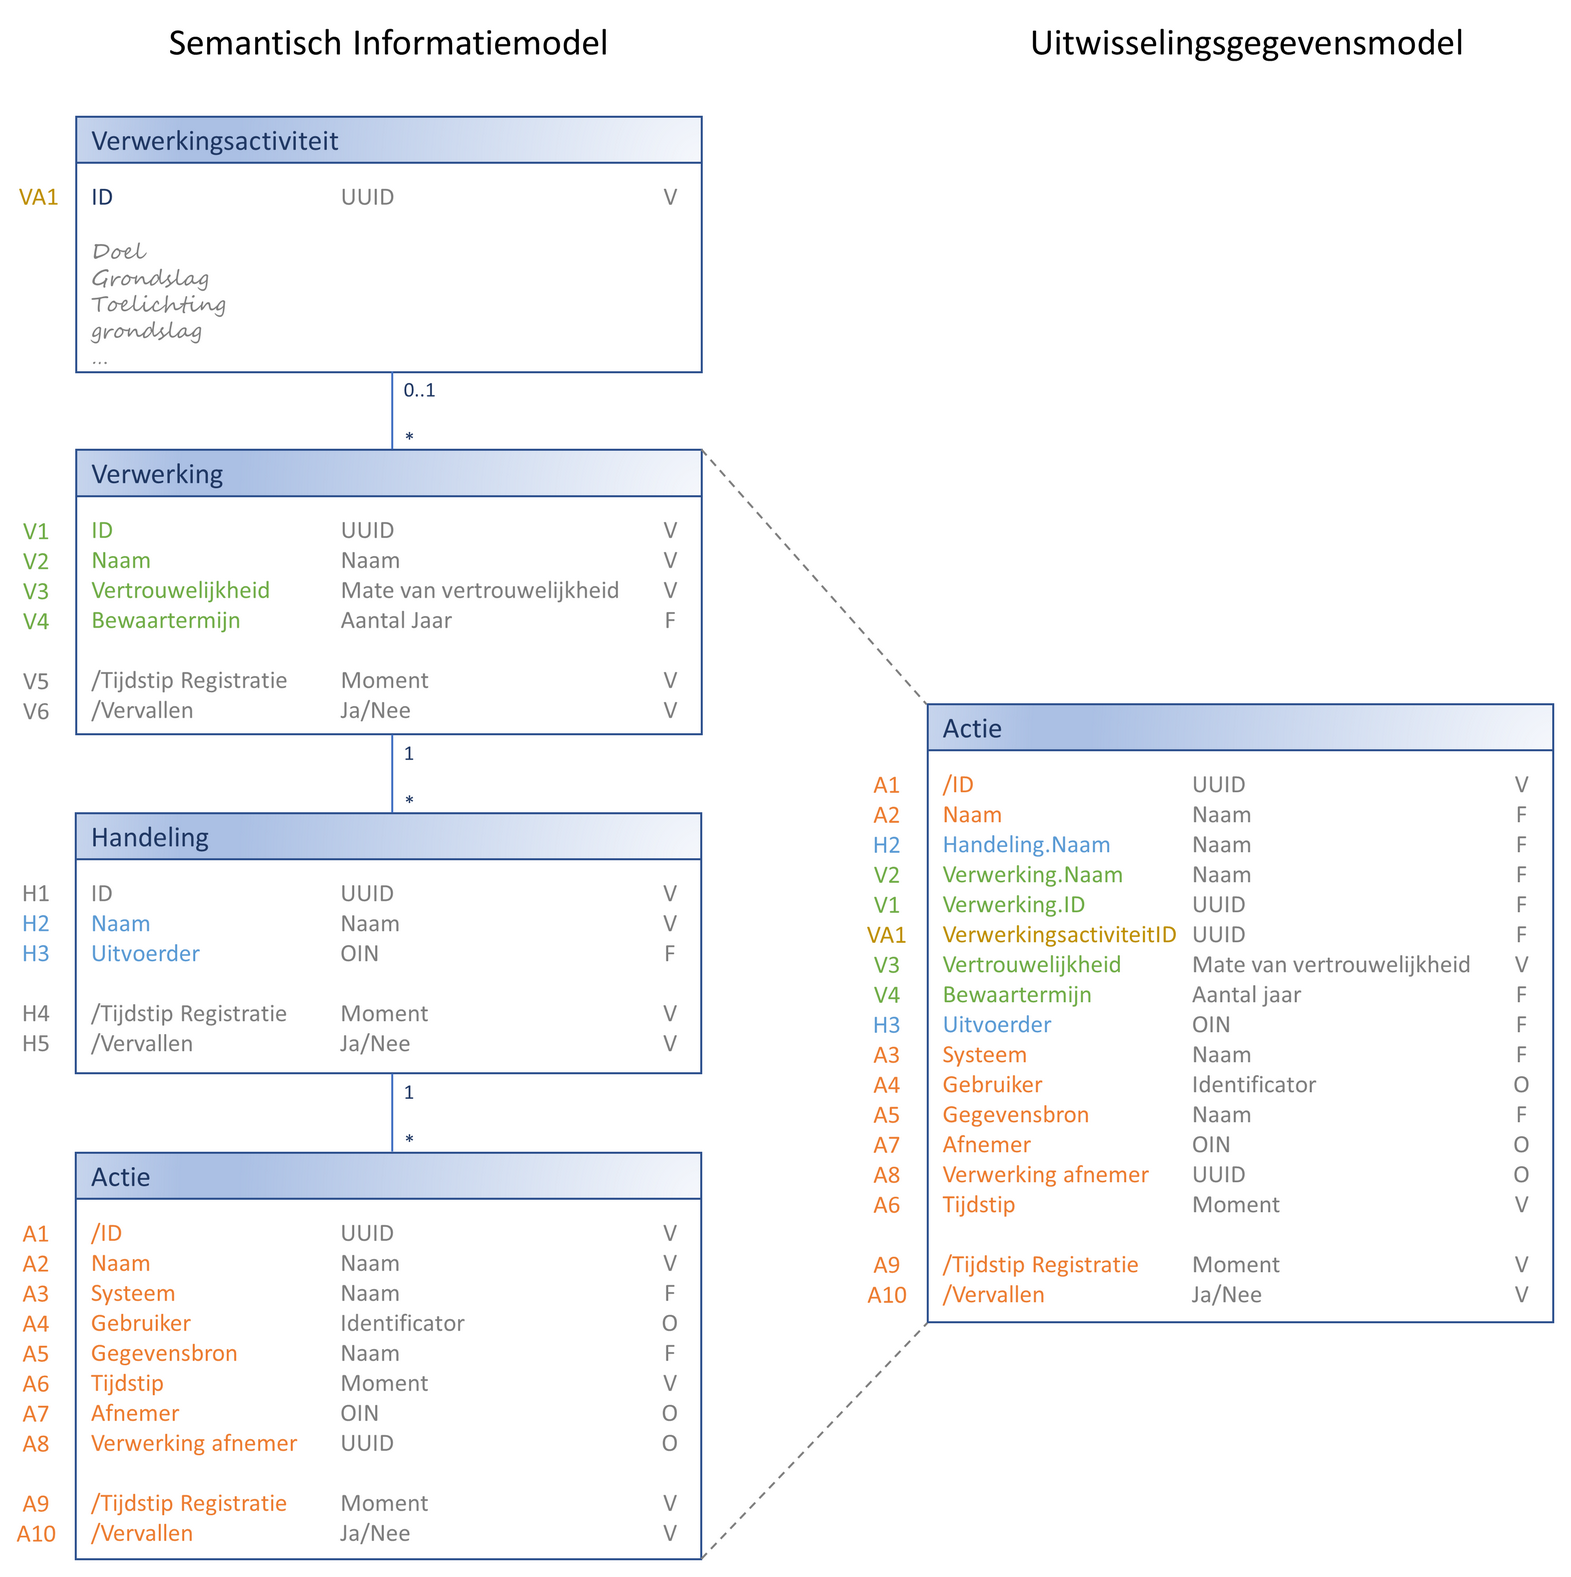 Semantisch Informatiemodel
Uitwisselingsgegevensmodel
Verwerkingsactiviteit
VA1 ID UUID V
Doel
Grondslag
Toelichting
grondslag
...
0..1
*
Verwerking
V1 ID UUID V
V2 Naam Naam V
V3 Vertrouwelijkheid Mate van vertrouwelijkheid V
V4 Bewaartermijn Aantal Jaar F
V5 /Tijdstip Registratie Moment V
V6 /Vervallen Ja/Nee V
1
*
Handeling
H1 ID UUID V
H2 Naam Naam V
H3 Uitvoerder OIN F
H4 /Tijdstip Registratie Moment V
H5 /Vervallen Ja/Nee V
1
*
Actie
A1 /ID UUID V
A2 Naam Naam V
A3 Systeem Naam F
A4 Gebruiker Identificator O
A5 Gegevensbron Naam F
A6 Tijdstip Moment V
A7 Afnemer OIN O
A8 Verwerking afnemer UUID O
A9 /Tijdstip Registratie Moment V
A10 /Vervallen Ja/Nee V
Actie
A1 /ID UUID V
A2 Naam Naam F
H2 Handeling.Naam Naam F
V2 Verwerking.Naam Naam F
V1 Verwerking.ID UUID F
VA1 VerwerkingsactiviteitID UUID F
V3 Vertrouwelijkheid Mate van vertrouwelijkheid V
V4 Bewaartermijn Aantal jaar F
H3 Uitvoerder OIN F
A3 Systeem Naam F
A4 Gebruiker Identificator O
A5 Gegevensbron Naam F
A7 Afnemer OIN O
A8 Verwerking afnemer UUID O
A6 Tijdstip Moment V
A9 /Tijdstip Registratie Moment V
A10 /Vervallen Ja/Nee V